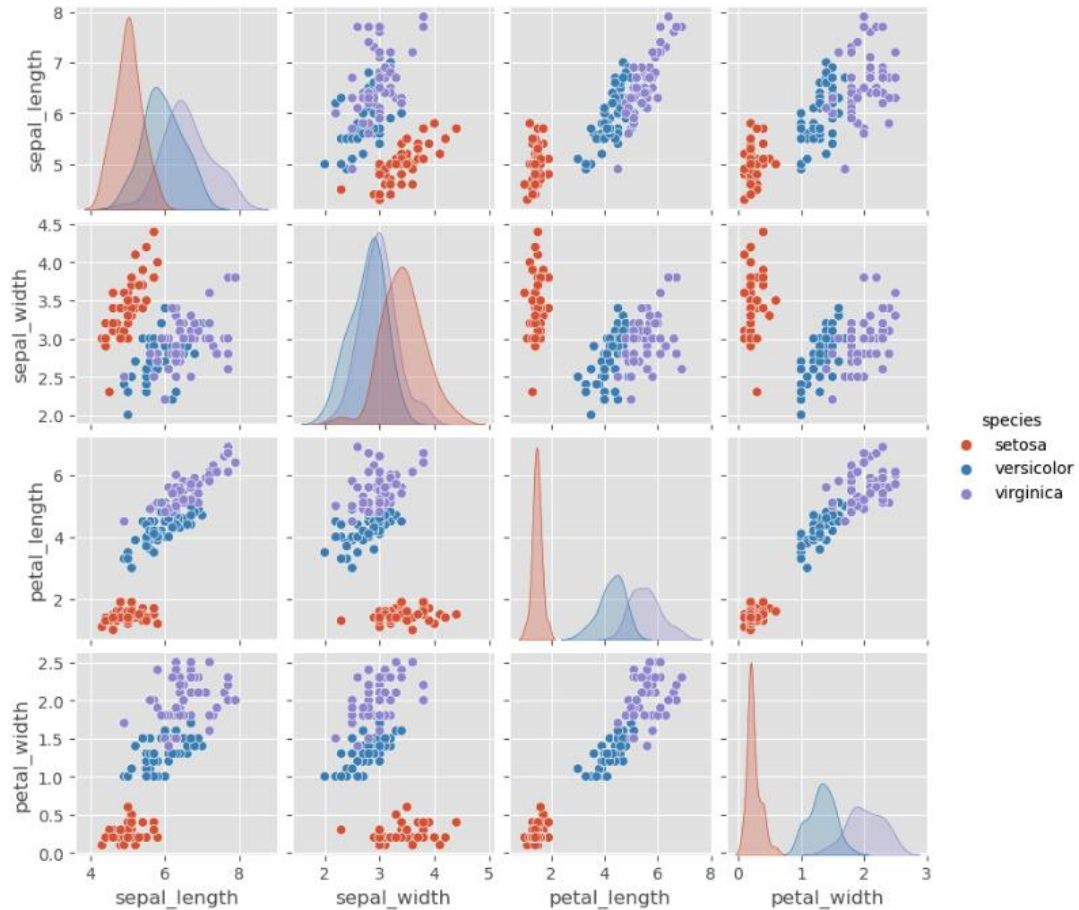 8
7
6
5
sepal_length
4 6 8
2 3 4 5
2 4 6 8
0 1 2 3
4.5
4.0
3.5
3.0
2.5
2.0
sepal_width
6
4
2
petal_length
2.5
2.0
1.5
1.0
0.5
0.0
petal_width
sepal_length
sepal_width
petal_length
petal_width
species
setosa
versicolor
virginica